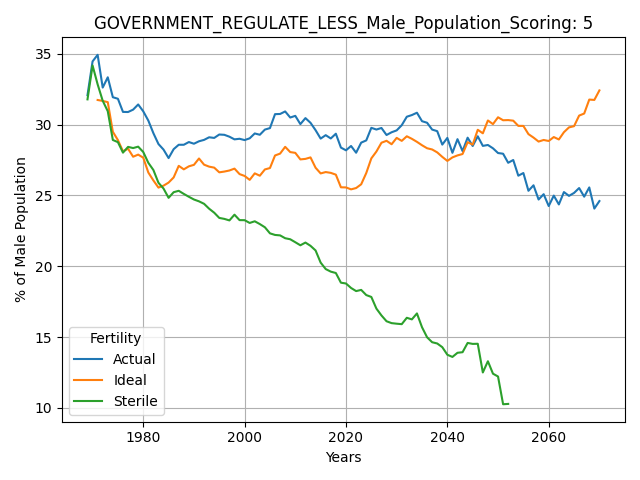 GOVERNMENT_REGULATE_LESS_Male_Population_Scoring: 5
% of Male Population
35
30
25
20
15
10
Fertility
Actual
Ideal
Sterile
1980 2000 2020 2040 2060
Years